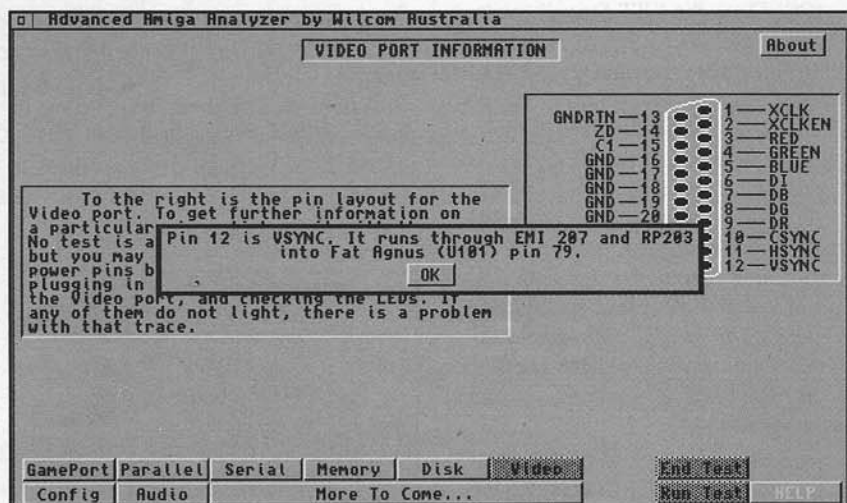 Advanced Amiga Analyzer by Wilcom Australia
VIDEO PORT INFORMATION
About
GNDRTN—13
ZD—14
C1—15
GND—16
GND—17
GND—18
GND—19
GND—20
1—XCLK
2—XCLKEN
3—RED
4—GREEN
5—BLUE
6—DI
7—DB
8—DG
9—DR
10—CSYNC
11—HSYNC
12—VSYNC
To the right is the pin layout for the
Video port. To get further information on
a particular
No test is a
but you may
power pins b
plugging in
the Video port, and checking the LEDs. If
any of them do not light, there is a problem
with that trace.
Pin 12 is VSYNC. It runs through EMI 207 and RP203
into Fat Agnus (U101) pin 79.
OK
GamePort Parallel Serial Memory Disk Video End Test
Config Audio More To Come... Run Test HELP